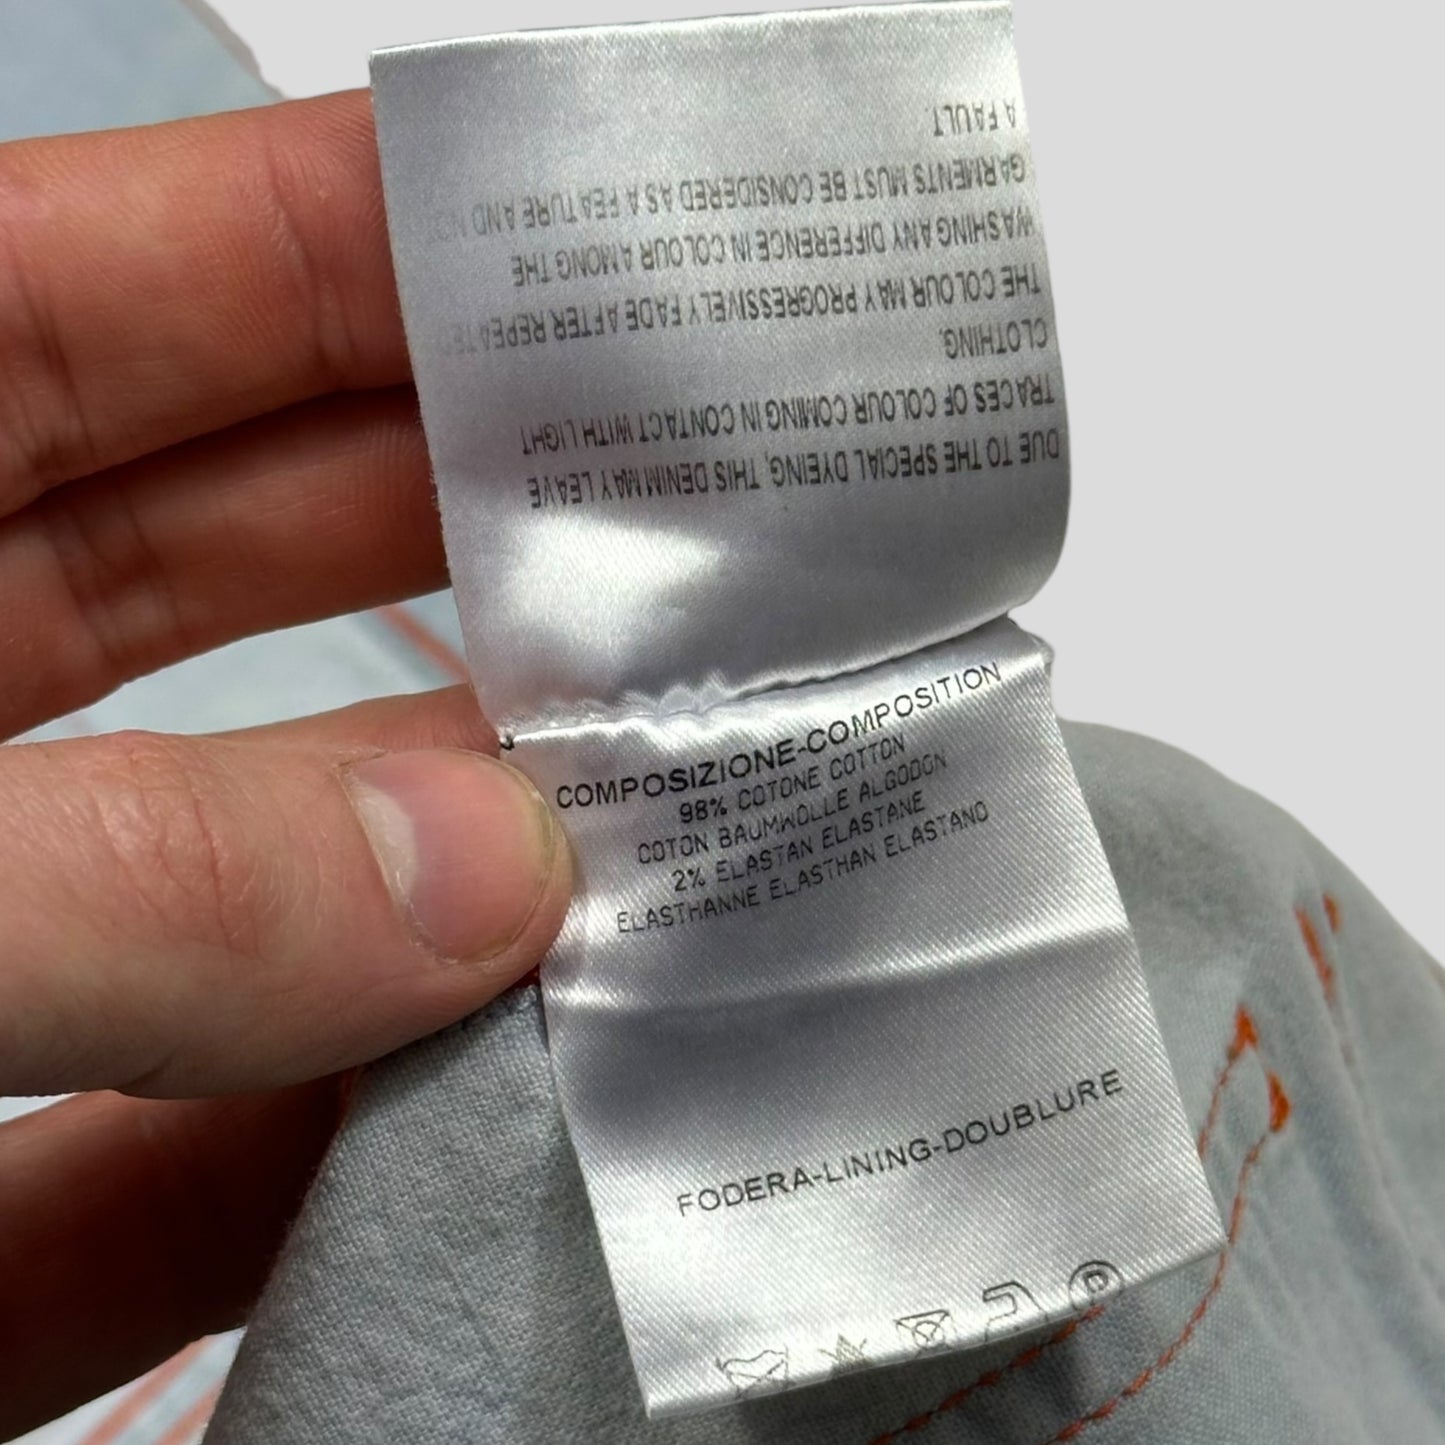 DUE TO THE SPECIAL DYEING, THIS DENIM MAY LEAVE
TRACES OF COLOUR COMING IN CONTACT WITH LIGHT
CLOTHING.
THE COLOUR MAY PROGRESSIVELY FADE AFTER REPEATED
WASHING ANY DIFFERENCE IN COLOUR AMONG THE
GARMENTS MUST BE CONSIDERED AS A FEATURE AND NOT
A FAULT.
COMPOSIZIONE-COMPOSITION
98% COTONE COTTON
COTON BAUMWOLLE ALGODON
2% ELASTAN ELASTANE
ELASTHANNE ELASTHAN ELASTANO
FODERA-LINING-DOUBLURE
P